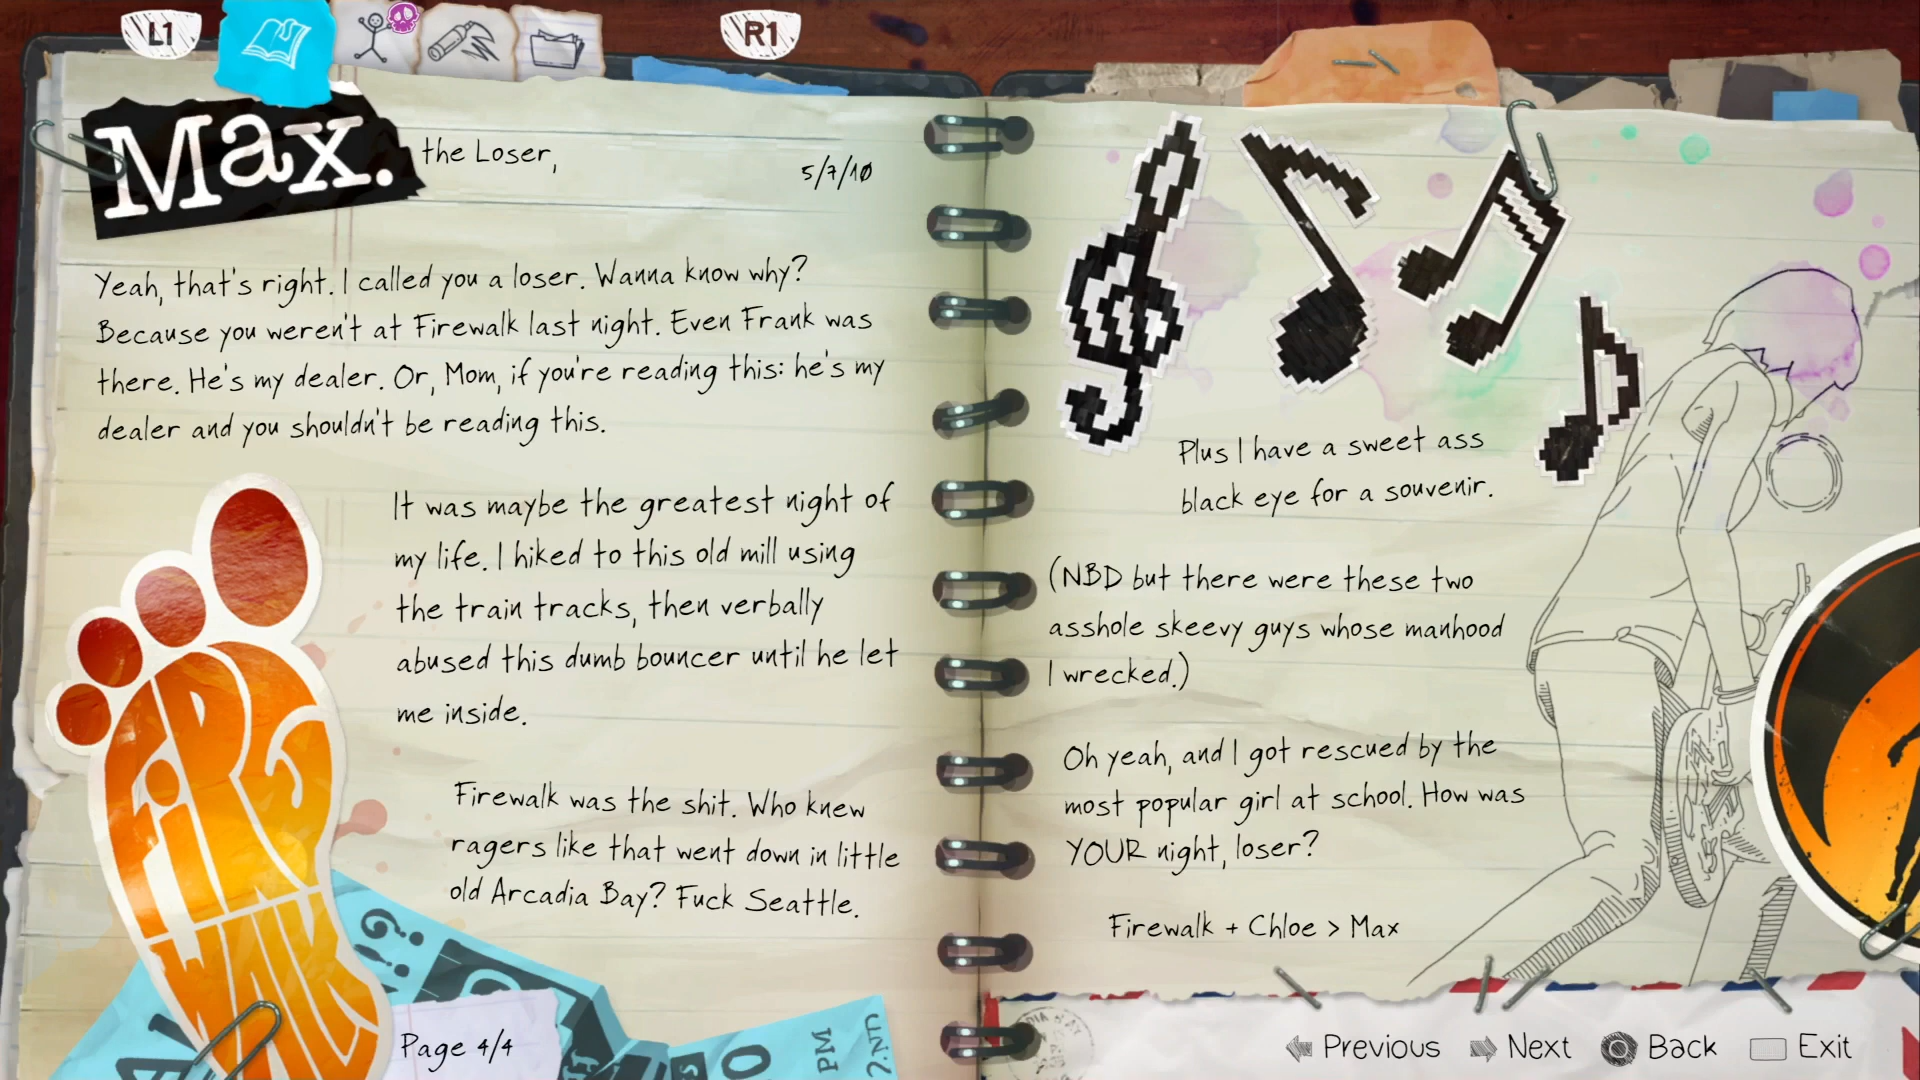 L1
R1
Max.
the Loser,
5/7/10
Yeah, that's right. I called you a loser. Wanna know why?
Because you weren't at Firewalk last night. Even Frank was
there. He's my dealer. Or, Mom, if you're reading this: he's my
dealer and you shouldn't be reading this.
It was maybe the greatest night of
my life. I hiked to this old mill using
the train tracks, then verbally
abused this dumb bouncer until he let
me inside.
Firewalk was the shit. Who knew
ragers like that went down in little
old Arcadia Bay? Fuck Seattle.
FIRE
WALK
PM
Page 4/4
Plus I have a sweet ass
black eye for a souvenir.
(NBD but there were these two
asshole skeevy guys whose manhood
I wrecked.)
Oh yeah, and I got rescued by the
most popular girl at school. How was
YOUR night, loser?
Firewalk + Chloe > Max
Previous
Next
Back
Exit